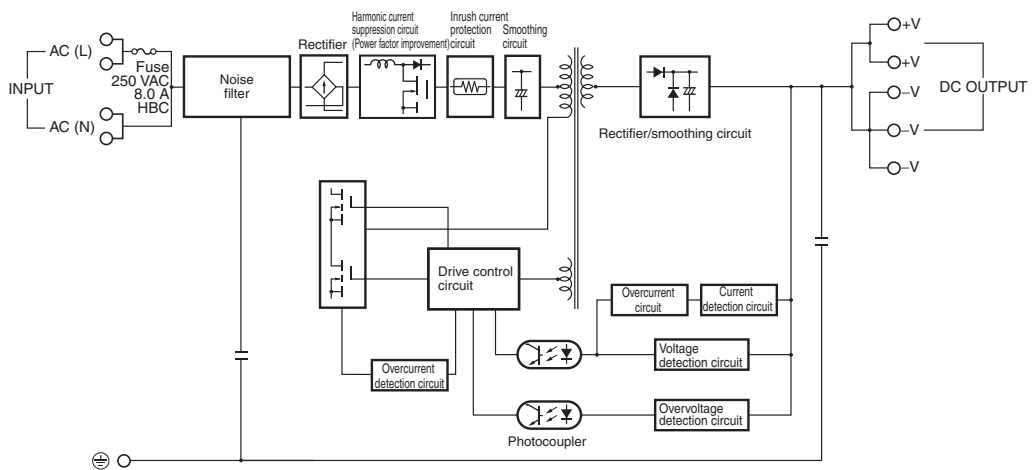 INPUT
AC (L)
AC (N)
Fuse
250 VAC
8.0 A
HBC
Noise
filter
Rectifier
Harmonic current
suppression circuit
(Power factor improvement)
Inrush current
protection
circuit
Smoothing
circuit
Rectifier/smoothing circuit
+V
+V
−V
−V
−V
DC OUTPUT
Drive control
circuit
Overcurrent
circuit
Current
detection circuit
Voltage
detection circuit
Overcurrent
detection circuit
Overvoltage
detection circuit
Photocoupler